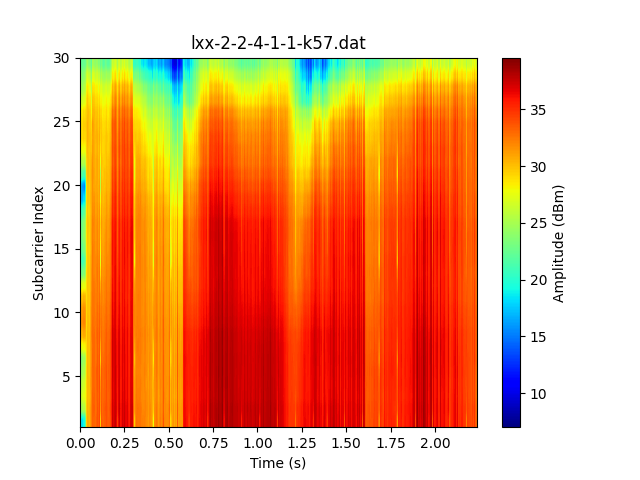 lxx-2-2-4-1-1-k57.dat
30
25
20
15
10
5
Subcarrier Index
0.00 0.25 0.50 0.75 1.00 1.25 1.50 1.75 2.00
Time (s)
35
30
25
20
15
10
Amplitude (dBm)